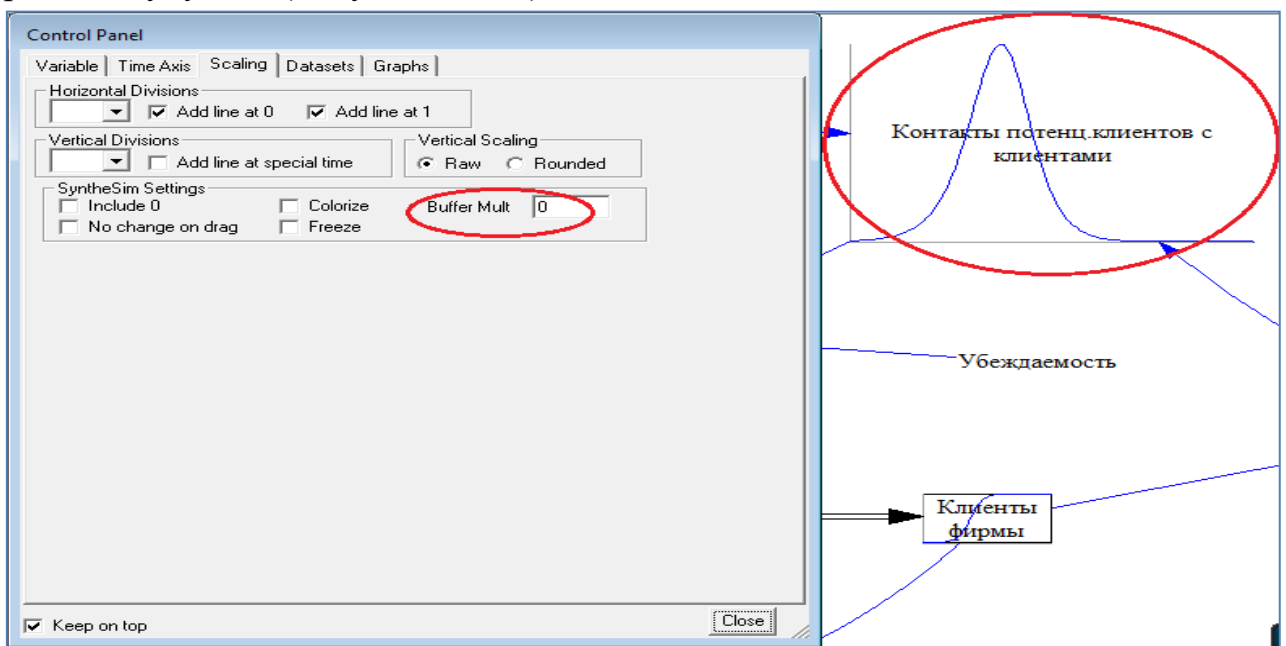 Control Panel
Variable Time Axis Scaling Datasets Graphs
Horizontal Divisions
Add line at 0 Add line at 1
Vertical Divisions
Add line at special time
Vertical Scaling
Raw Rounded
SyntheSim Settings
Include 0 Colorize Buffer Mult 0
No change on drag Freeze
Keep on top
Close
Контакты потенц.клиентов с
клиентами
Убеждаемость
Клиенты
фирмы